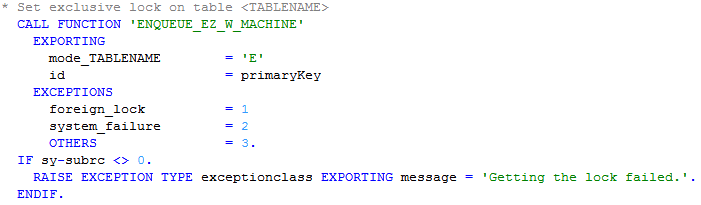 * Set exclusive lock on table <TABLENAME>
CALL FUNCTION 'ENQUEUE_EZ_W_MACHINE'
EXPORTING
mode_TABLENAME = 'E'
id = primaryKey
EXCEPTIONS
foreign_lock = 1
system_failure = 2
OTHERS = 3.
IF sy-subrc <> 0.
RAISE EXCEPTION TYPE exceptionclass EXPORTING message = 'Getting the lock failed.'.
ENDIF.